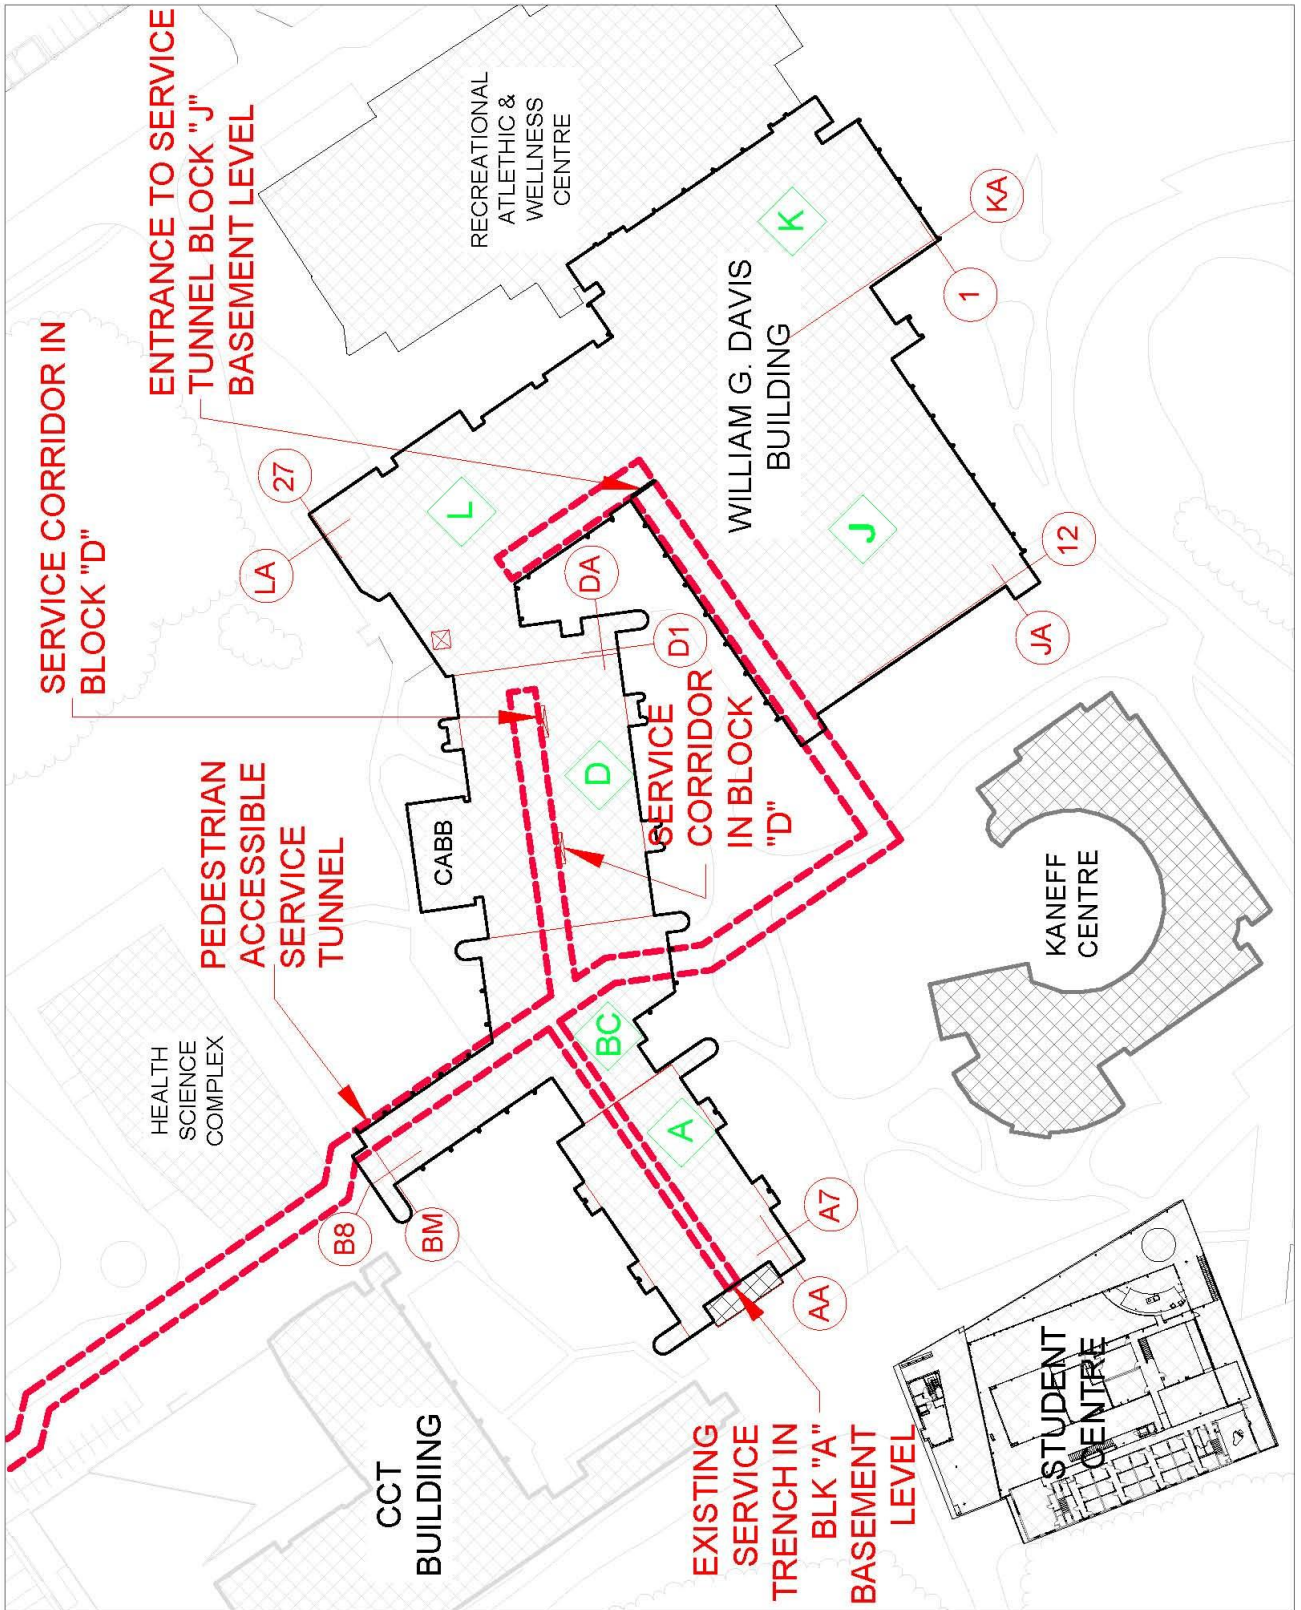 SERVICE CORRIDOR IN
BLOCK "D"
ENTRANCE TO SERVICE
TUNNEL BLOCK "J"
BASEMENT LEVEL
PEDESTRIAN
ACCESSIBLE
SERVICE
TUNNEL
RECREATIONAL
ATLETHIC &
WELLNESS
CENTRE
HEALTH
SCIENCE
COMPLEX
CABB
LA
27
L
K
WILLIAM G. DAVIS
BUILDING
KA
1
J
12
JA
DA
D1
D
SERVICE
CORRIDOR
IN BLOCK
"D"
BC
A
B8
BM
A7
AA
CCT
BUILDIING
KANEFF
CENTRE
EXISTING
SERVICE
TRENCH IN
BLK "A"
BASEMENT
LEVEL
STUDENT
CENTRE